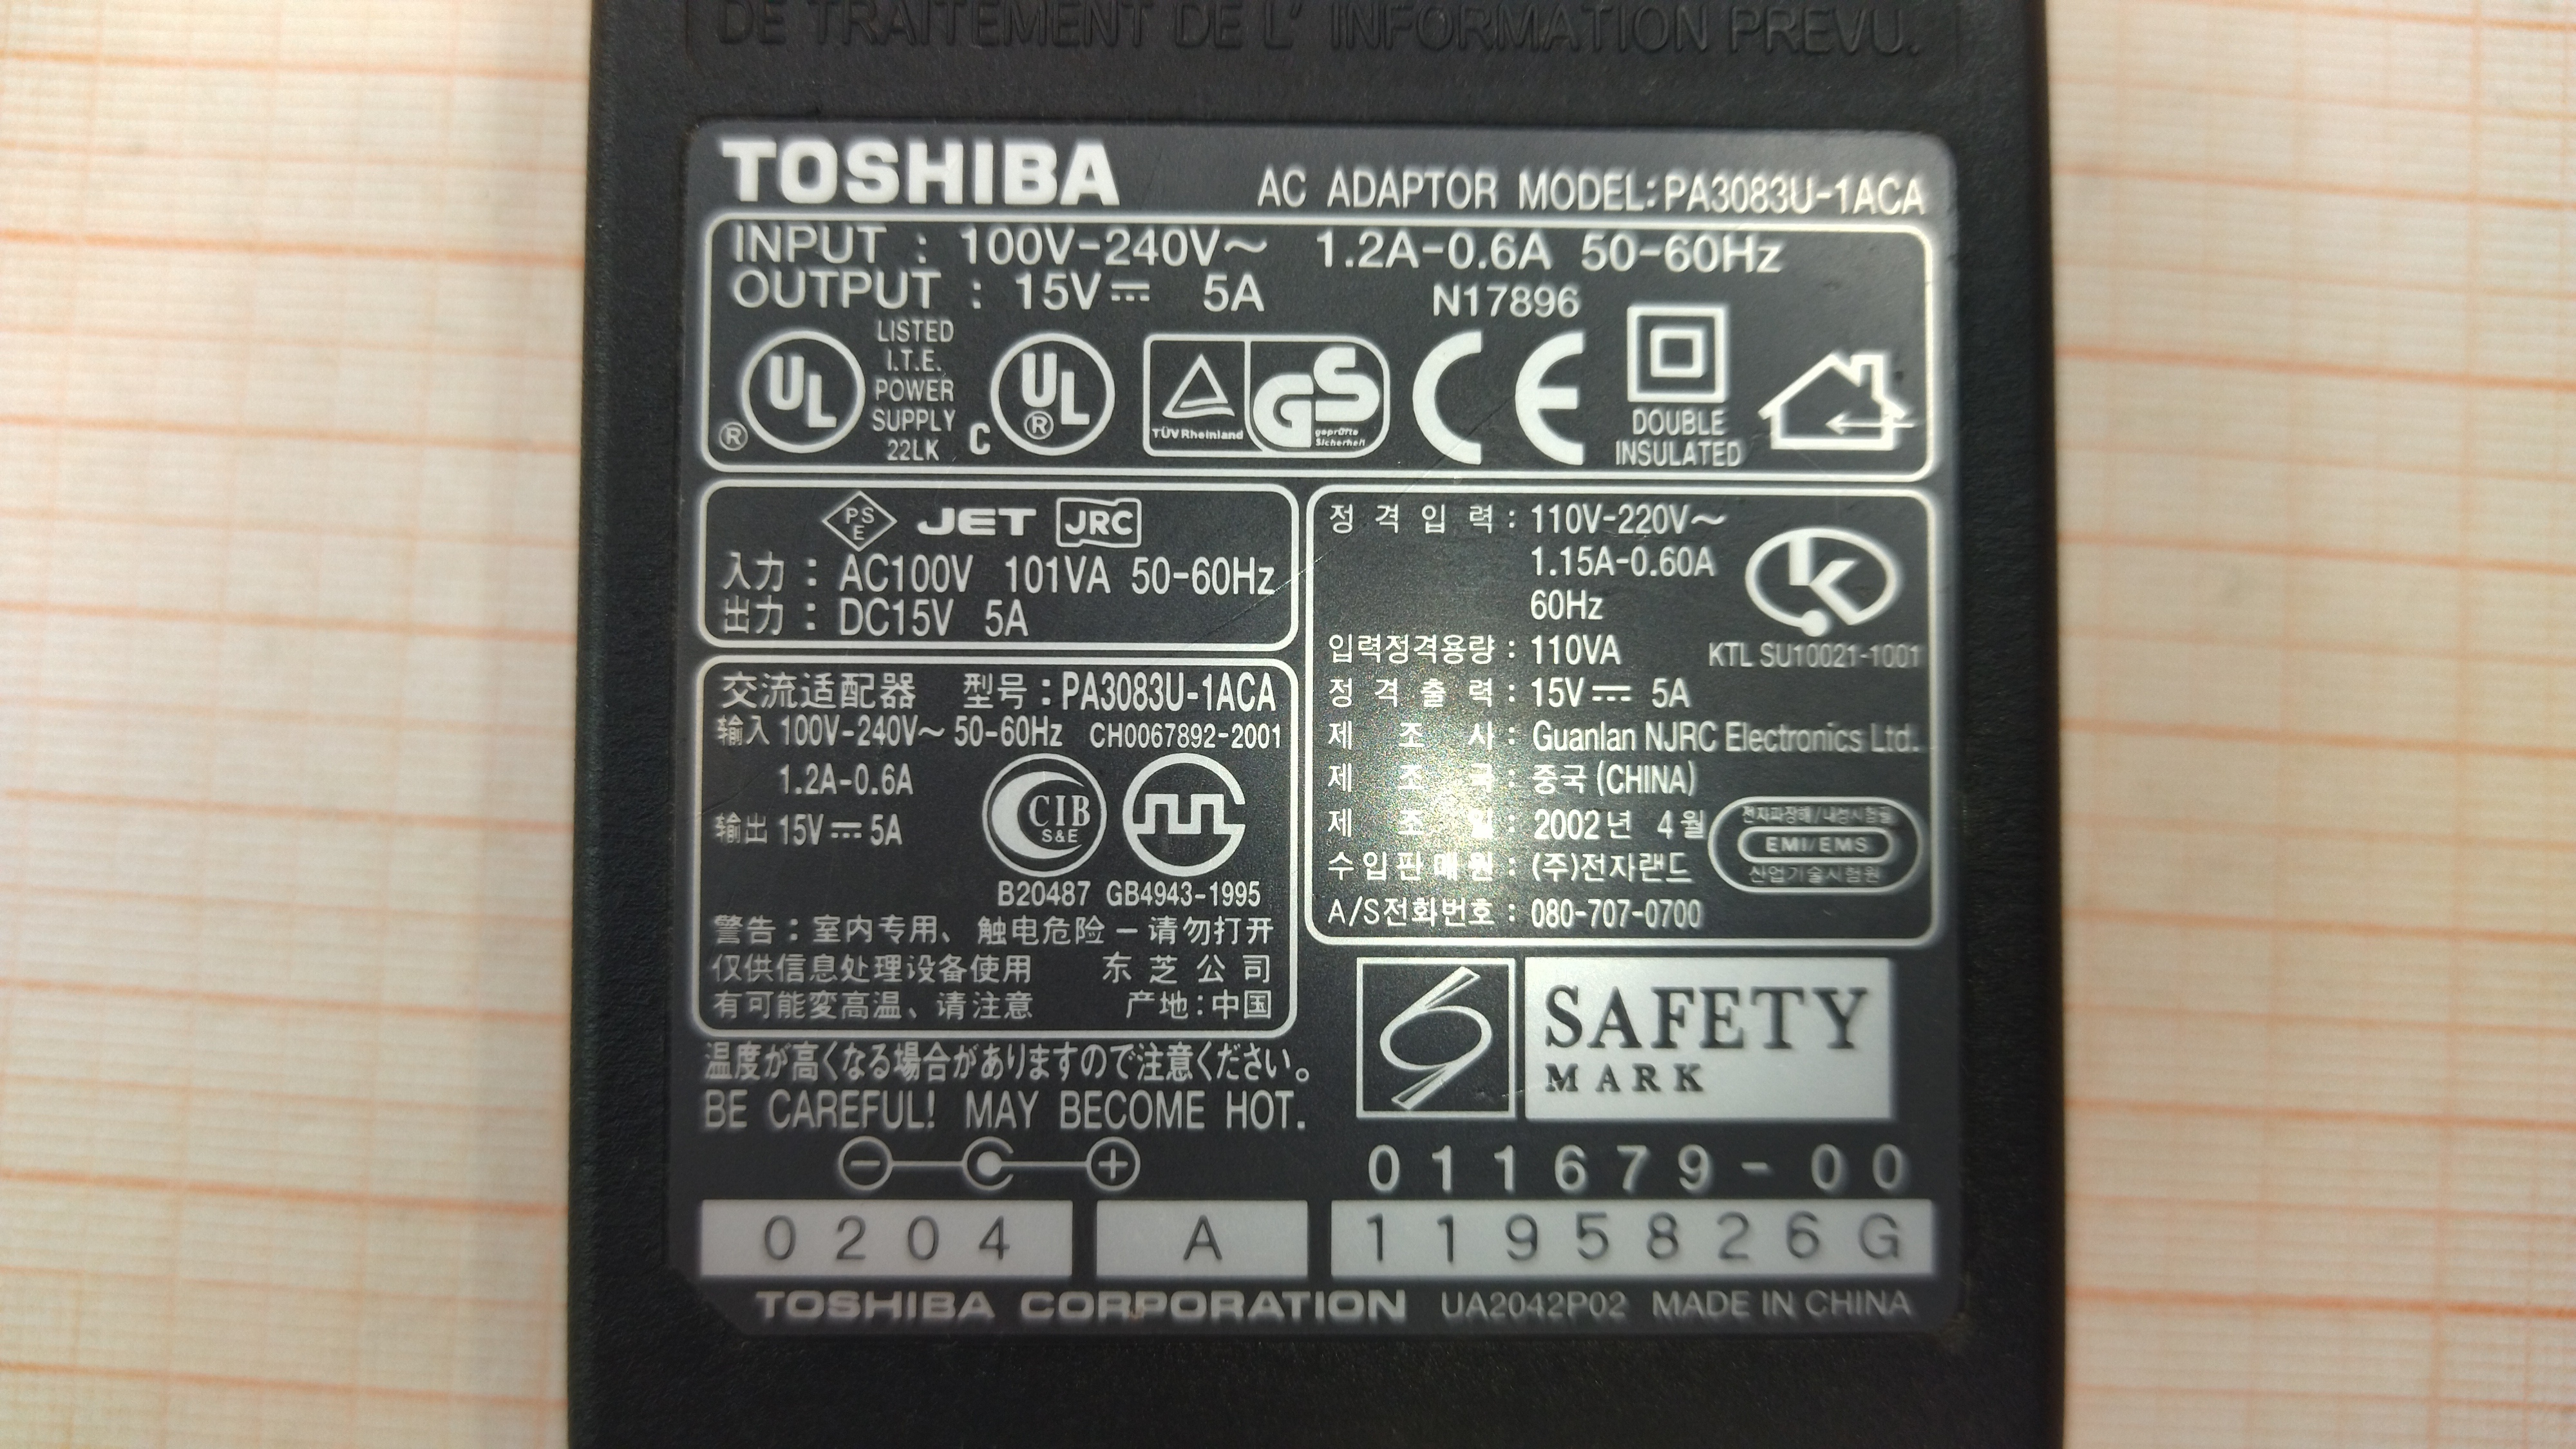 DE TRAITEMENT DE L' INFORMATION PREVU.
TOSHIBA AC ADAPTOR MODEL:PA3083U-1ACA
INPUT : 100V-240V～ 1.2A-0.6A 50-60Hz
OUTPUT : 15V⎓ 5A
N17896
UL ®
LISTED
I.T.E.
POWER
SUPPLY
22LK
C UL ®
TÜV Rheinland
GS
geprüfte
Sicherheit
CE
DOUBLE
INSULATED
PSE JET JRC
入力 : AC100V 101VA 50-60Hz
出力 : DC15V 5A
交流适配器 型号:PA3083U-1ACA
输入 100V-240V～ 50-60Hz CH0067892-2001
1.2A-0.6A
输出 15V⎓ 5A
CIB
S&E
B20487 GB4943-1995
警告：室内专用、触电危险－请勿打开
仅供信息处理设备使用 东芝公司
有可能変高温、请注意 产地:中国
정격입력 : 110V-220V～
1.15A-0.60A
60Hz
입력정격용량 : 110VA
KTL SU10021-1001
정격출력 : 15V⎓ 5A
제조사 : Guanlan NJRC Electronics Ltd.
제조국 : 중국(CHINA)
제조일 : 2002년 4월
수입판매원 : (주)전자랜드
A/S전화번호 : 080-707-0700
전자파장해/내성시험필
EMI/EMS
산업기술시험원
温度が高くなる場合がありますので注意ください。
BE CAREFUL! MAY BECOME HOT.
SAFETY
MARK
011679-00
0204 A 1195826G
TOSHIBA CORPORATION UA2042P02 MADE IN CHINA